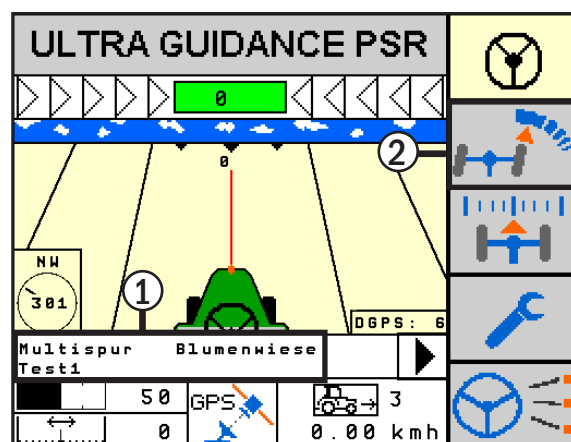 ULTRA GUIDANCE PSR
0
2
0
NW
301
1
DGPS: 6
Multispur Blumenwiese
Test1
50
GPS
3
0
0.00 kmh